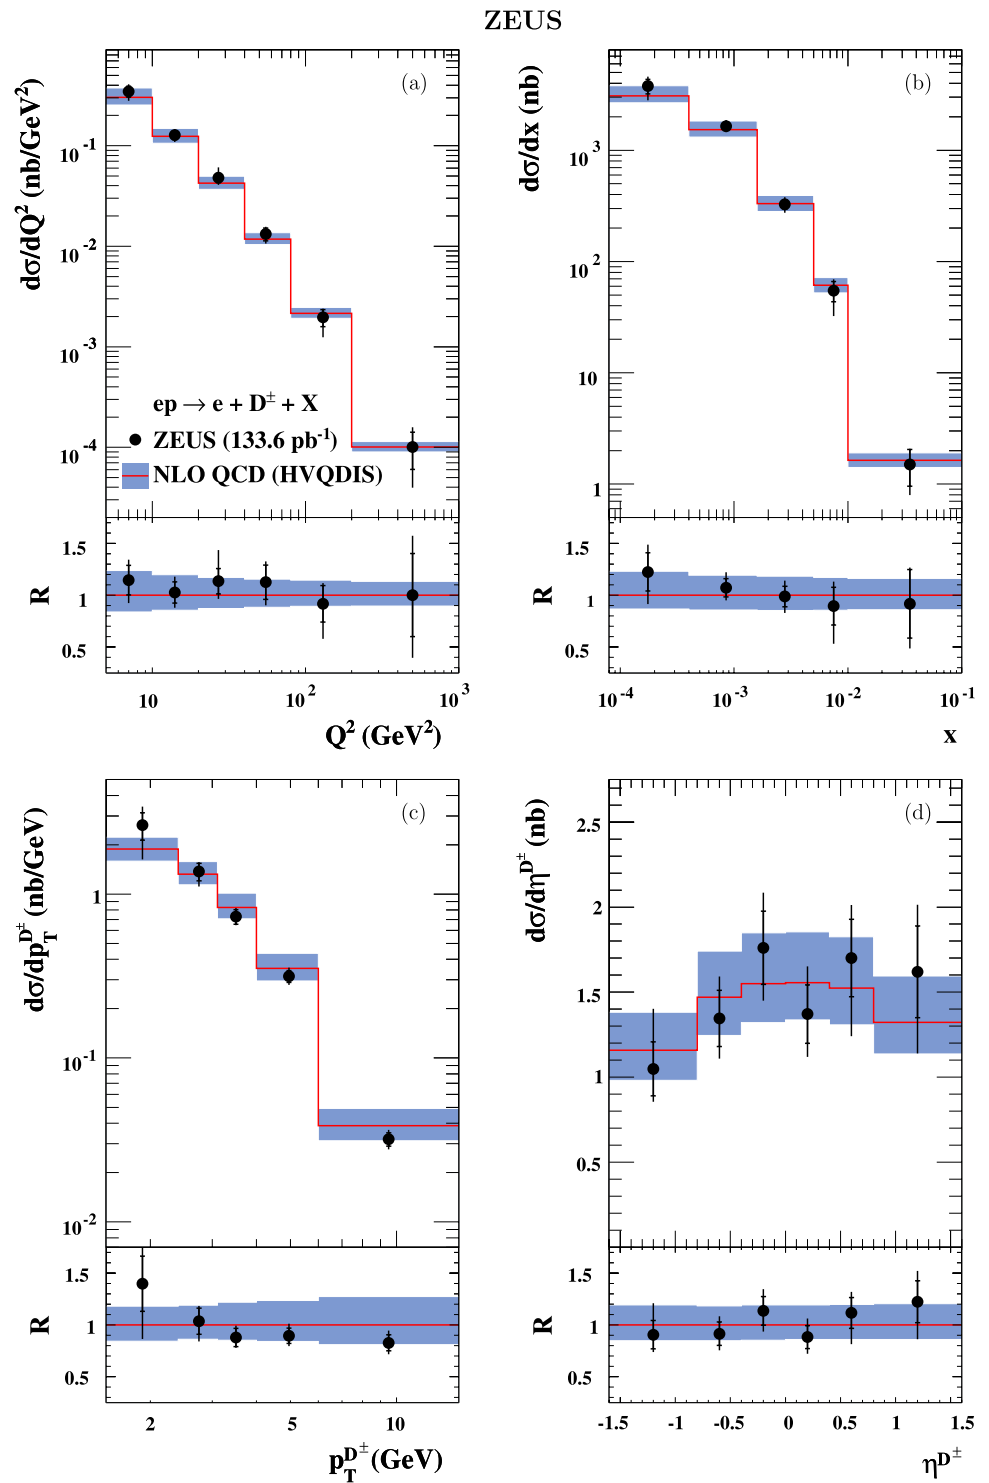 ZEUS
(a)
dσ/dQ² (nb/GeV²)
10⁻¹
10⁻²
10⁻³
10⁻⁴
ep → e + D± + X
ZEUS (133.6 pb⁻¹)
NLO QCD (HVQDIS)
R
1.5
1
0.5
10
10²
10³
Q² (GeV²)
(b)
dσ/dx (nb)
10³
10²
10
1
R
1.5
1
0.5
10⁻⁴
10⁻³
10⁻²
10⁻¹
x
(c)
dσ/dp_T^D± (nb/GeV)
1
10⁻¹
10⁻²
R
1.5
1
0.5
2
5
10
p_T^D± (GeV)
(d)
dσ/dη^D± (nb)
2.5
2
1.5
1
0.5
R
1.5
1
0.5
-1.5
-1
-0.5
0
0.5
1
1.5
η^D±